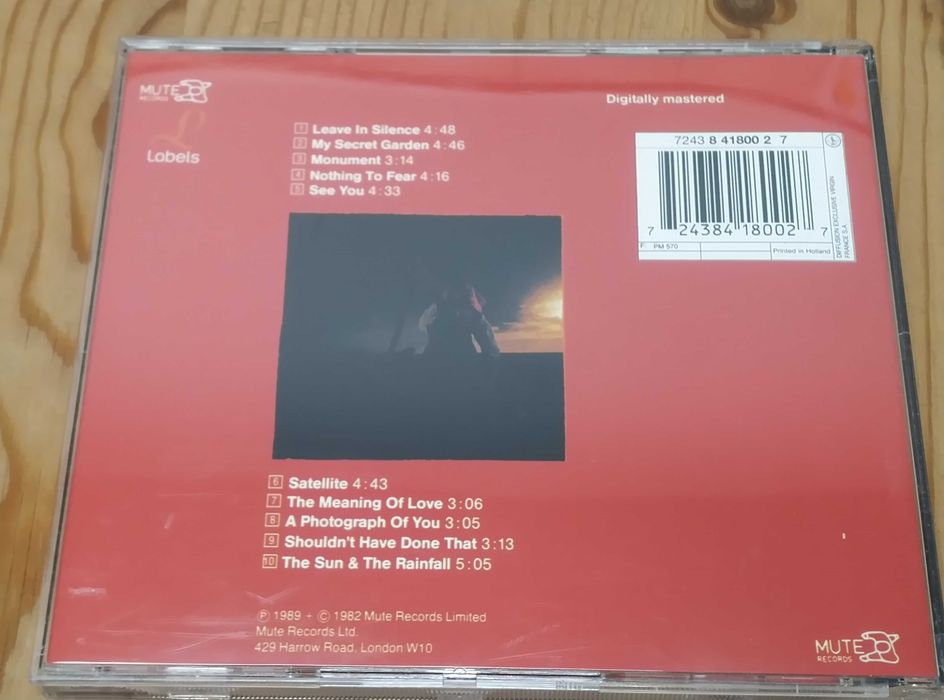 MUTE
RECORDS
L
Labels
Digitally mastered
1 Leave In Silence 4:48
2 My Secret Garden 4:46
3 Monument 3:14
4 Nothing To Fear 4:16
5 See You 4:33
7243 8 41800 2 7
7 24384 18002 7
F: PM 570
Printed in Holland
DIFFUSION EXCLUSIVE VIRGIN
FRANCE S.A
6 Satellite 4:43
7 The Meaning Of Love 3:06
8 A Photograph Of You 3:05
9 Shouldn't Have Done That 3:13
10 The Sun & The Rainfall 5:05
Ⓟ 1989 + © 1982 Mute Records Limited
Mute Records Ltd.
429 Harrow Road, London W10
MUTE
RECORDS